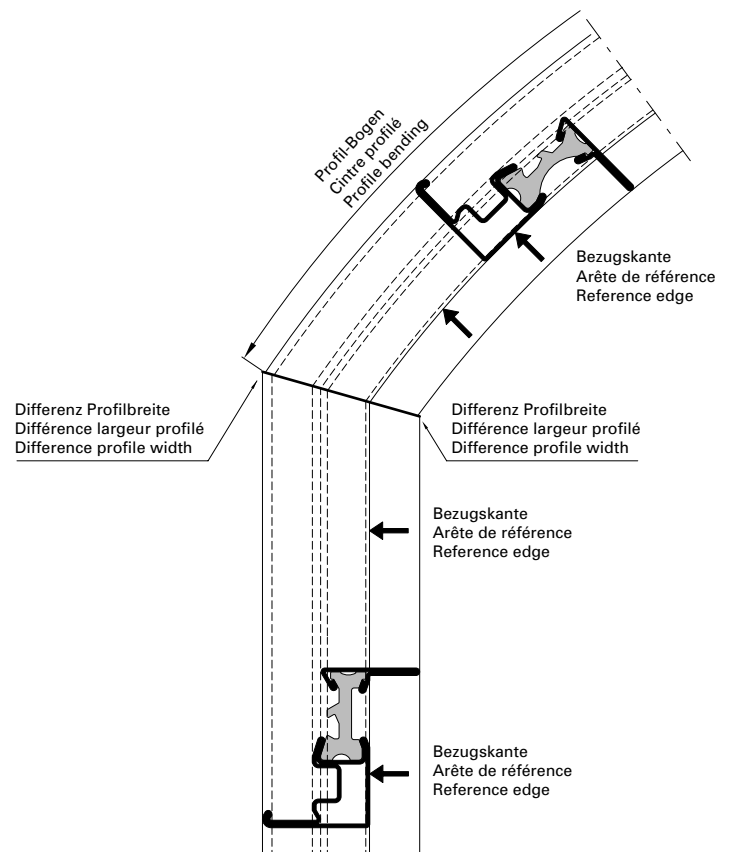 Profil-Bogen
Cintre profilé
Profile bending
Bezugskante
Arête de référence
Reference edge
Differenz Profilbreite
Différence largeur profilé
Difference profile width
Differenz Profilbreite
Différence largeur profilé
Difference profile width
Bezugskante
Arête de référence
Reference edge
Bezugskante
Arête de référence
Reference edge